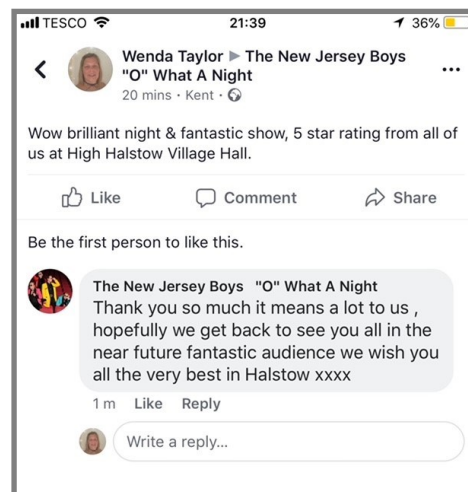 TESCO 21:39 36%
Wenda Taylor ▶ The New Jersey Boys
"O" What A Night
20 mins · Kent ·
Wow brilliant night & fantastic show, 5 star rating from all of
us at High Halstow Village Hall.
Like Comment Share
Be the first person to like this.
The New Jersey Boys "O" What A Night
Thank you so much it means a lot to us ,
hopefully we get back to see you all in the
near future fantastic audience we wish you
all the very best in Halstow xxxx
1 m Like Reply
Write a reply...